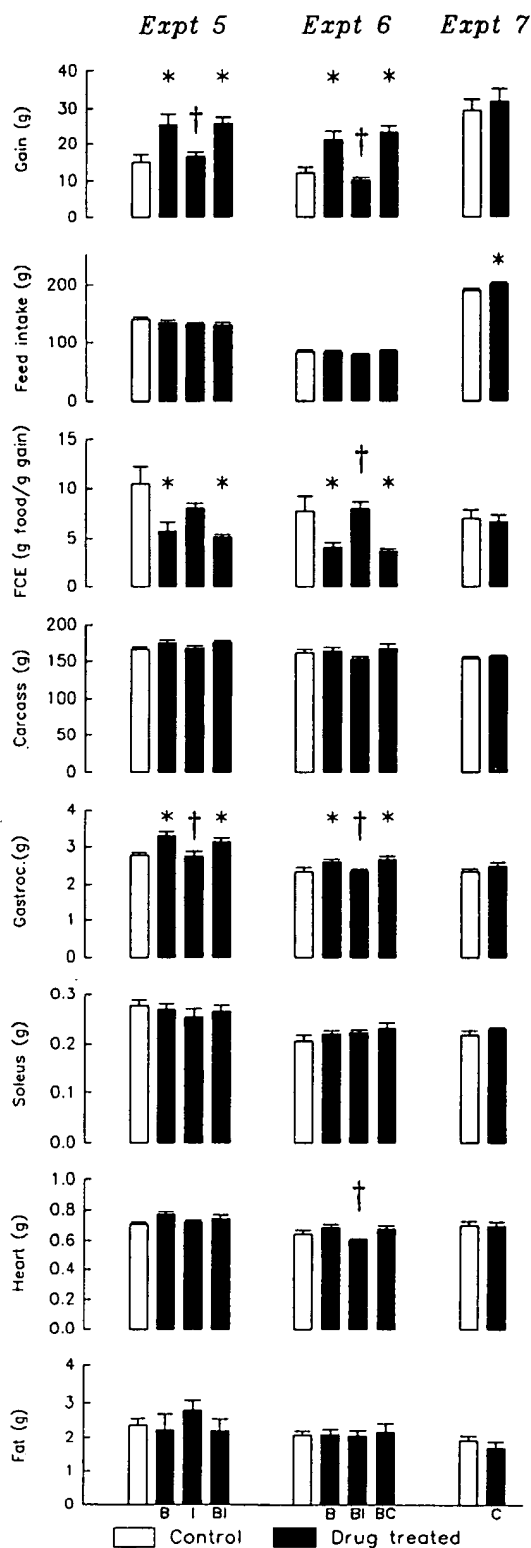 Expt 5 Expt 6 Expt 7
* † * * † * 
Gain (g)
40
30
20
10
0
*
Feed intake (g)
200
100
0
* * * † *
FCE (g food/g gain)
15
10
5
0
Carcass (g)
200
150
100
50
0
* † * * † *
Gastroc.(g)
4
3
2
1
0
Soleus (g)
0.3
0.2
0.1
0.0
†
Heart (g)
1.0
0.8
0.6
0.4
0.2
0.0
Fat (g)
4
3
2
1
0
B I BI B BI BC C
Control Drug treated